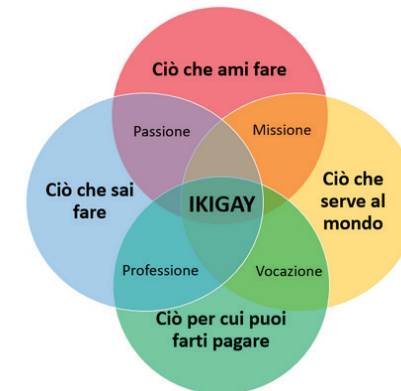 Ciò che ami fare
Passione
Missione
Ciò che sai
fare
IKIGAY
Ciò che
serve al
mondo
Professione
Vocazione
Ciò per cui puoi
farti pagare